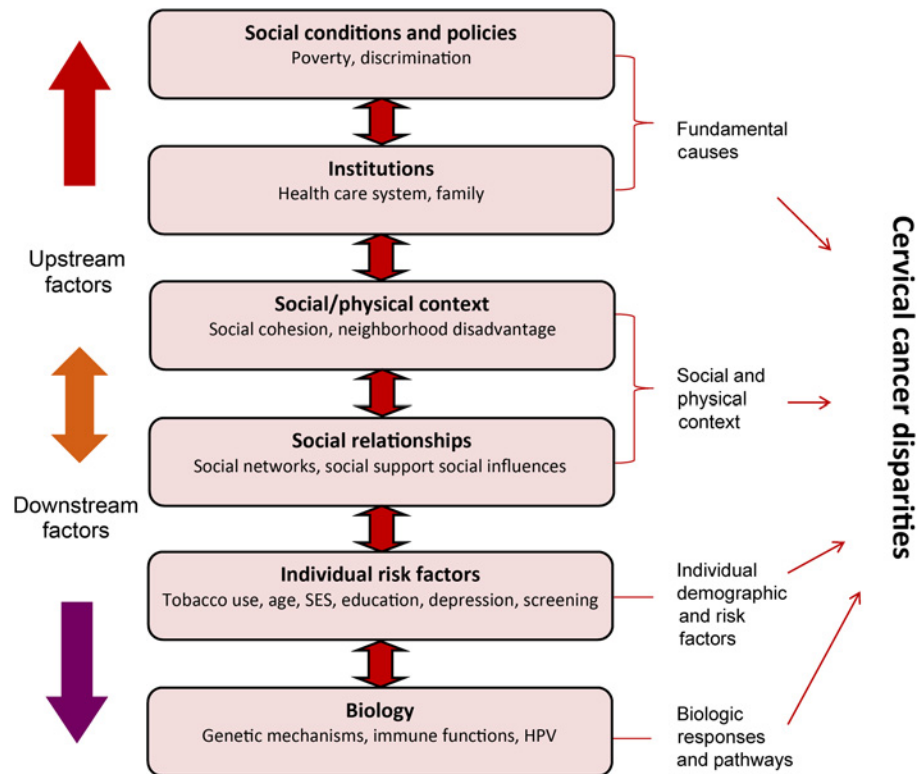 Social conditions and policies
Poverty, discrimination
Institutions
Health care system, family
Social/physical context
Social cohesion, neighborhood disadvantage
Social relationships
Social networks, social support social influences
Individual risk factors
Tobacco use, age, SES, education, depression, screening
Biology
Genetic mechanisms, immune functions, HPV
Upstream
factors
Downstream
factors
Fundamental
causes
Social and
physical
context
Individual
demographic
and risk
factors
Biologic
responses
and pathways
Cervical cancer disparities